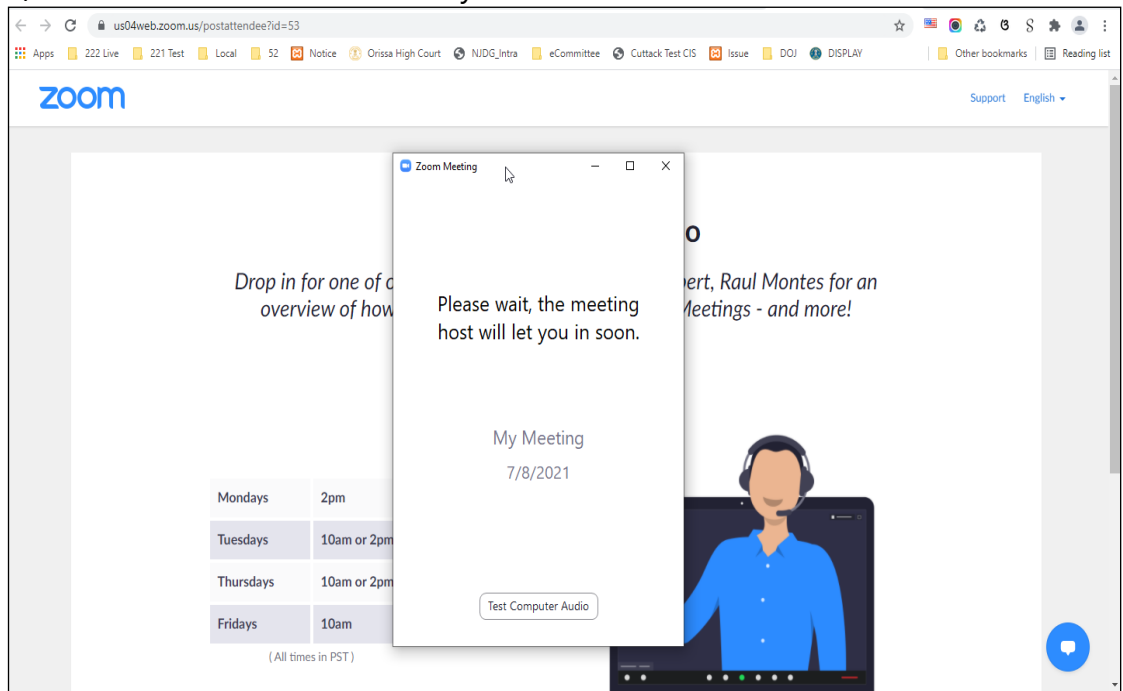 us04web.zoom.us/postattendee?id=53
Apps 222 Live 221 Test Local 52 Notice Orissa High Court NJDG_Intra eCommittee Cuttack Test CIS Issue DOJ DISPLAY Other bookmarks Reading list
zoom
Support English
Zoom Meeting
Drop in for one of
Raul Montes for an
overview of how
Meetings - and more!
Please wait, the meeting
host will let you in soon.
My Meeting
7/8/2021
Test Computer Audio
Mondays 2pm
Tuesdays 10am or 2pm
Thursdays 10am or 2pm
Fridays 10am
( All times in PST )